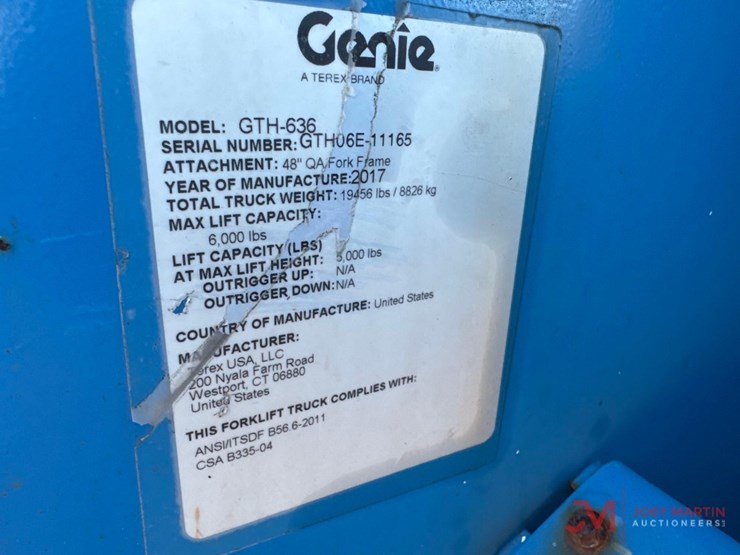 Genie
A TEREX BRAND
MODEL: GTH-636
SERIAL NUMBER: GTH06E-11165
ATTACHMENT: 48" QA Fork Frame
YEAR OF MANUFACTURE: 2017
TOTAL TRUCK WEIGHT: 19456 lbs / 8826 kg
MAX LIFT CAPACITY:
6,000 lbs
LIFT CAPACITY (LBS)
AT MAX LIFT HEIGHT: 5,000 lbs
OUTRIGGER UP: N/A
OUTRIGGER DOWN: N/A
COUNTRY OF MANUFACTURE: United States
MANUFACTURER:
Terex USA, LLC
200 Nyala Farm Road
Westport, CT 06880
United States
THIS FORKLIFT TRUCK COMPLIES WITH:
ANSI/ITSDF B56.6-2011
CSA B335-04
JOEY MARTIN
AUCTIONEERS